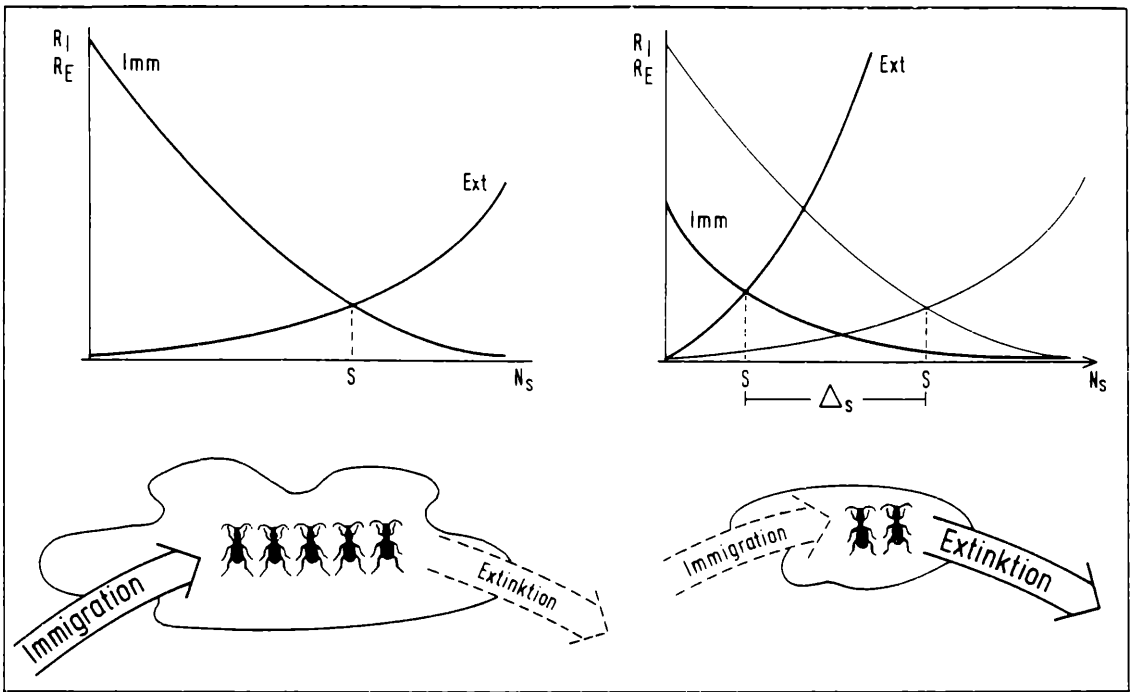 R_I
R_E
Imm
Ext
S
N_s
R_I
R_E
Ext
Imm
S
S
N_s
Δ_s
Immigration
Extinktion
Immigration
Extinktion